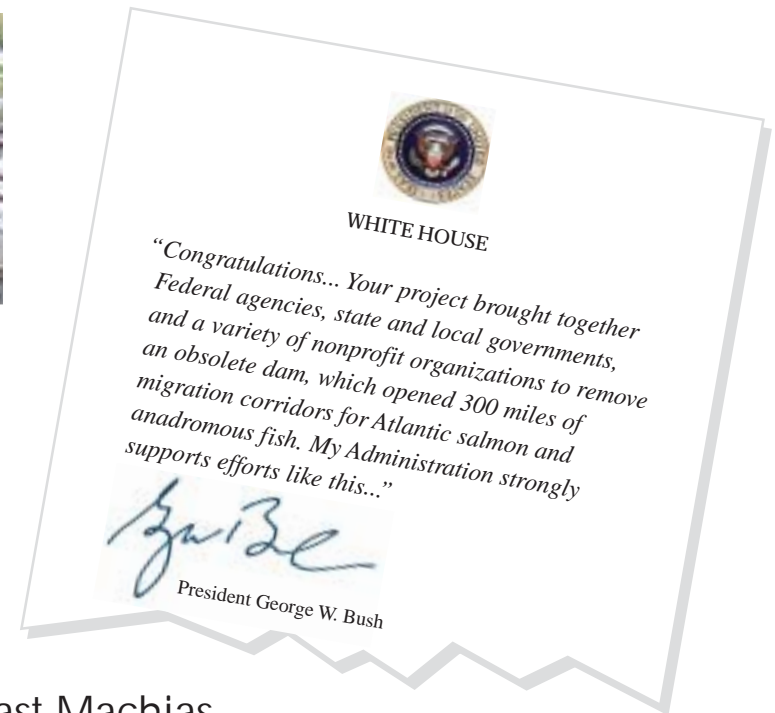 WHITE HOUSE
“Congratulations... Your project brought together
Federal agencies, state and local governments,
and a variety of nonprofit organizations to remove
an obsolete dam, which opened 300 miles of
migration corridors for Atlantic salmon and
anadromous fish. My Administration strongly
supports efforts like this...”
President George W. Bush
ast Machias